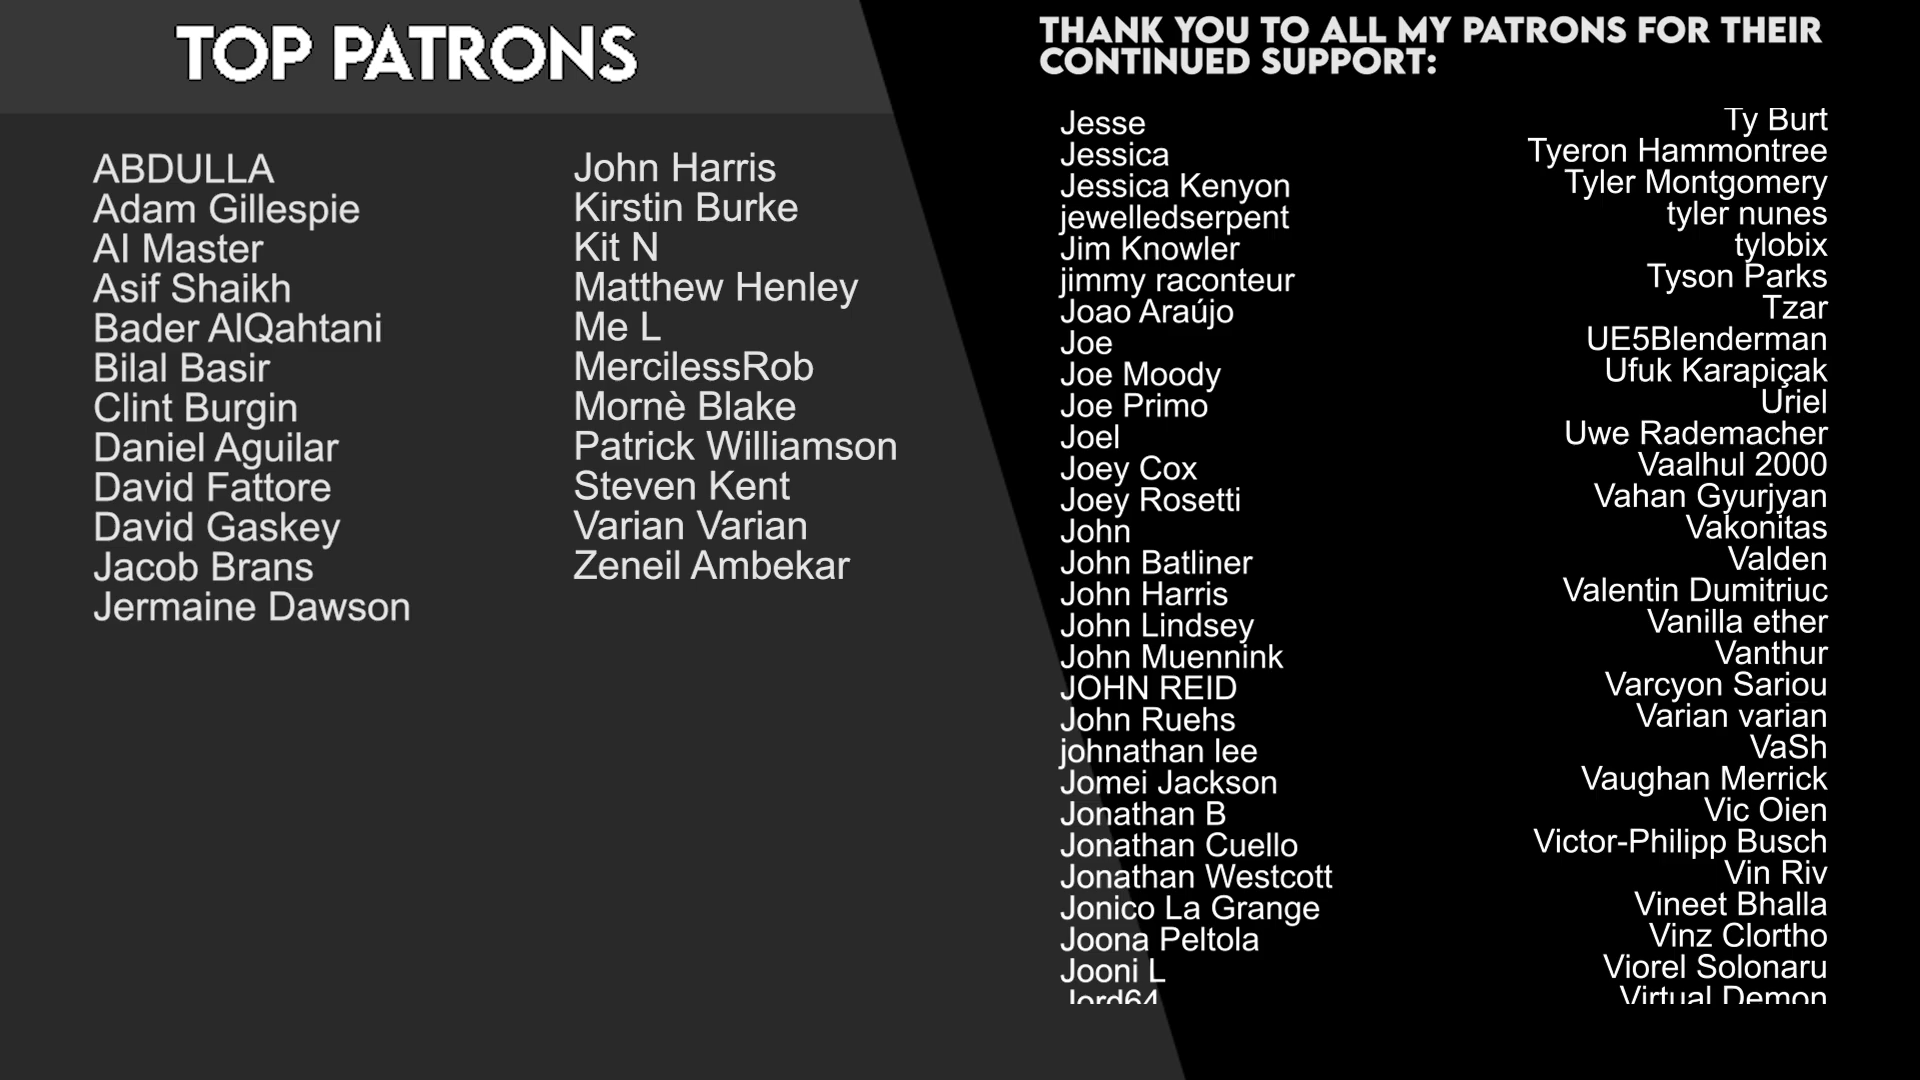 TOP PATRONS
ABDULLA
Adam Gillespie
AI Master
Asif Shaikh
Bader AlQahtani
Bilal Basir
Clint Burgin
Daniel Aguilar
David Fattore
David Gaskey
Jacob Brans
Jermaine Dawson
John Harris
Kirstin Burke
Kit N
Matthew Henley
Me L
MercilessRob
Mornè Blake
Patrick Williamson
Steven Kent
Varian Varian
Zeneil Ambekar
THANK YOU TO ALL MY PATRONS FOR THEIR
CONTINUED SUPPORT:
Jesse
Jessica
Jessica Kenyon
jewelledserpent
Jim Knowler
jimmy raconteur
Joao Araújo
Joe
Joe Moody
Joe Primo
Joel
Joey Cox
Joey Rosetti
John
John Batliner
John Harris
John Lindsey
John Muennink
JOHN REID
John Ruehs
johnathan lee
Jomei Jackson
Jonathan B
Jonathan Cuello
Jonathan Westcott
Jonico La Grange
Joona Peltola
Jooni L
Jord64
Ty Burt
Tyeron Hammontree
Tyler Montgomery
tyler nunes
tylobix
Tyson Parks
Tzar
UE5Blenderman
Ufuk Karapiçak
Uriel
Uwe Rademacher
Vaalhul 2000
Vahan Gyurjyan
Vakonitas
Valden
Valentin Dumitriuc
Vanilla ether
Vanthur
Varcyon Sariou
Varian varian
VaSh
Vaughan Merrick
Vic Oien
Victor-Philipp Busch
Vin Riv
Vineet Bhalla
Vinz Clortho
Viorel Solonaru
Virtual Demon